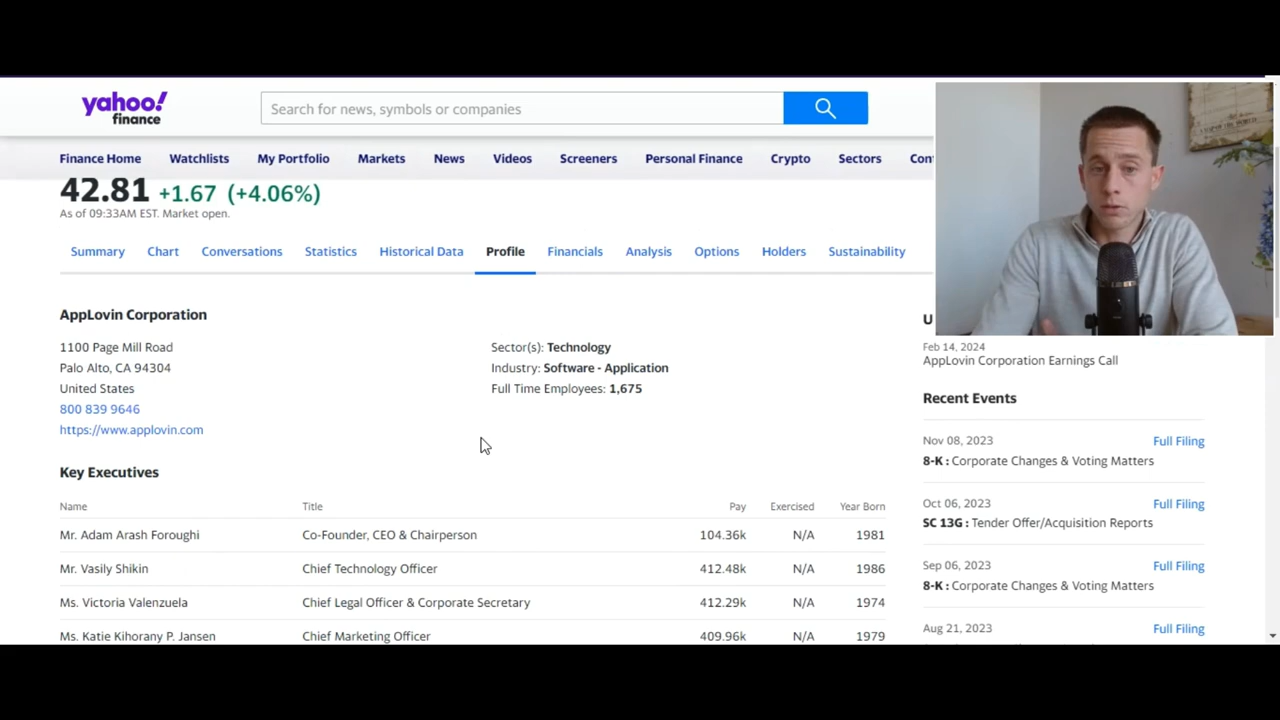 yahoo!
finance
Search for news, symbols or companies
Finance Home Watchlists My Portfolio Markets News Videos Screeners Personal Finance Crypto Sectors Con
42.81 +1.67 (+4.06%)
As of 09:33AM EST. Market open.
Summary Chart Conversations Statistics Historical Data Profile Financials Analysis Options Holders Sustainability
AppLovin Corporation
1100 Page Mill Road
Palo Alto, CA 94304
United States
800 839 9646
https://www.applovin.com
Sector(s): Technology
Industry: Software - Application
Full Time Employees: 1,675
Key Executives
Name Title Pay Exercised Year Born
Mr. Adam Arash Foroughi Co-Founder, CEO & Chairperson 104.36k N/A 1981
Mr. Vasily Shikin Chief Technology Officer 412.48k N/A 1986
Ms. Victoria Valenzuela Chief Legal Officer & Corporate Secretary 412.29k N/A 1974
Ms. Katie Kihorany P. Jansen Chief Marketing Officer 409.96k N/A 1979
U
Feb 14, 2024
AppLovin Corporation Earnings Call
Recent Events
Nov 08, 2023 Full Filing
8-K : Corporate Changes & Voting Matters
Oct 06, 2023 Full Filing
SC 13G : Tender Offer/Acquisition Reports
Sep 06, 2023 Full Filing
8-K : Corporate Changes & Voting Matters
Aug 21, 2023 Full Filing